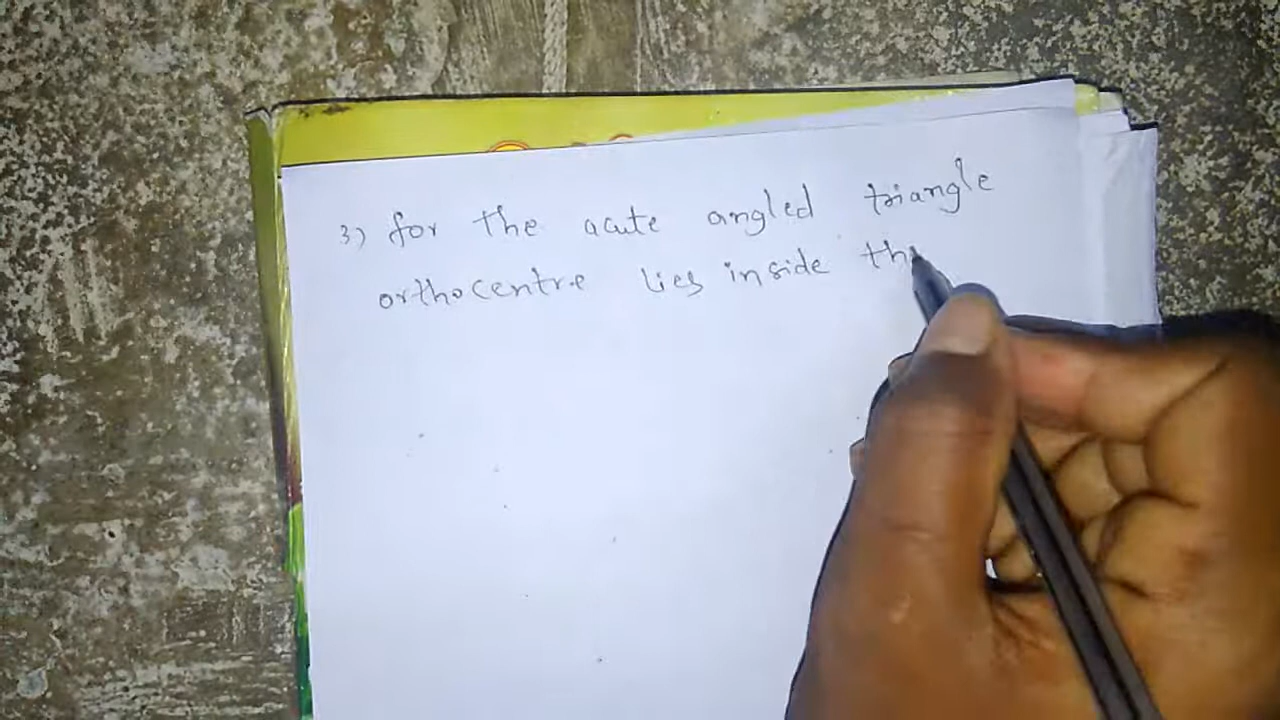 3) for the acute angled triangle
orthocentre lies inside th